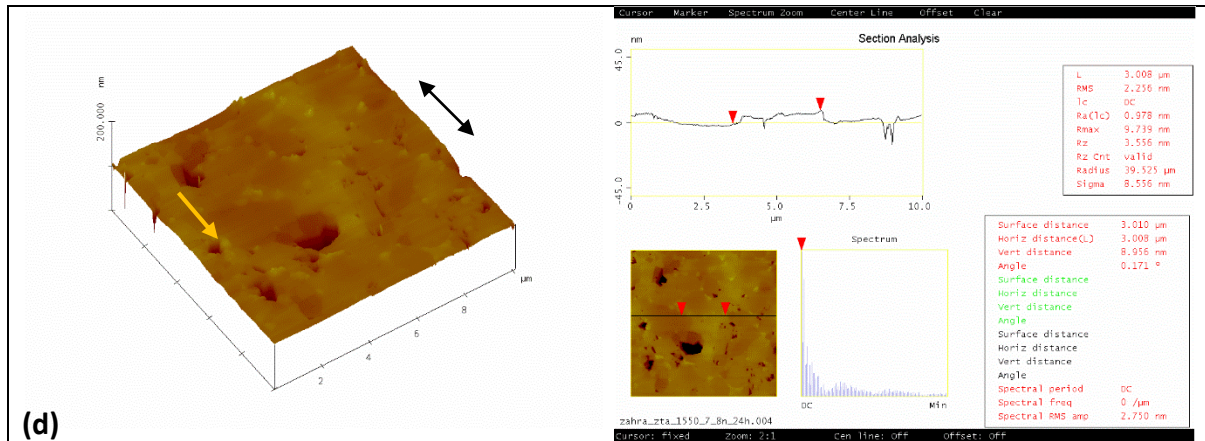 Cursor Marker Spectrum Zoom Center Line Offset Clear
Section Analysis
nm
45.0
0
-45.0
0 2.5 5.0 7.5 10.0
µm
L 3.008 µm
RMS 2.256 nm
lc DC
Ra(lc) 0.978 nm
Rmax 9.739 nm
Rz 3.556 nm
Rz Cnt valid
Radius 39.525 µm
Sigma 8.556 nm
nm
200.000
µm
2
4
6
8
(d)
Spectrum
DC Min
zahra_zta_1550_7_8n_24h.004
Surface distance 3.010 µm
Horiz distance(L) 3.008 µm
Vert distance 8.956 nm
Angle 0.171 °
Surface distance
Horiz distance
Vert distance
Angle
Surface distance
Horiz distance
Vert distance
Angle
Spectral period DC
Spectral freq 0 /µm
Spectral RMS amp 2.750 nm
Cursor: fixed Zoom: 2:1 Cen line: Off Offset: Off